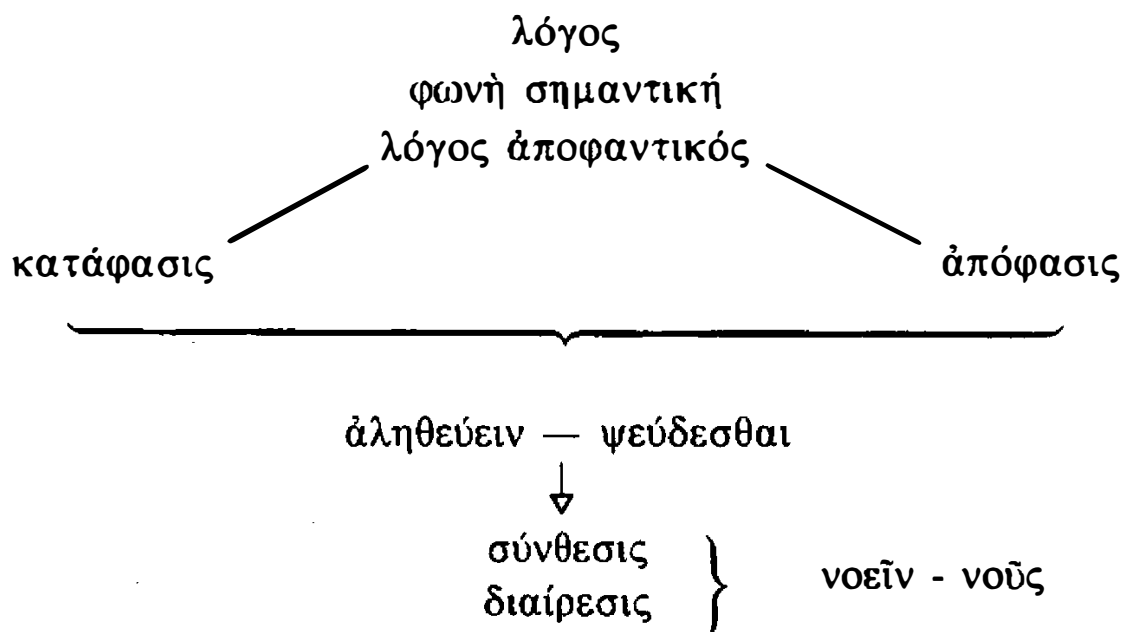 λόγος
φωνὴ σημαντική
λόγος ἀποφαντικός
κατάφασις ἀπόφασις
ἀληθεύειν — ψεύδεσθαι
σύνθεσις
διαίρεσις
νοεῖν - νοῦς